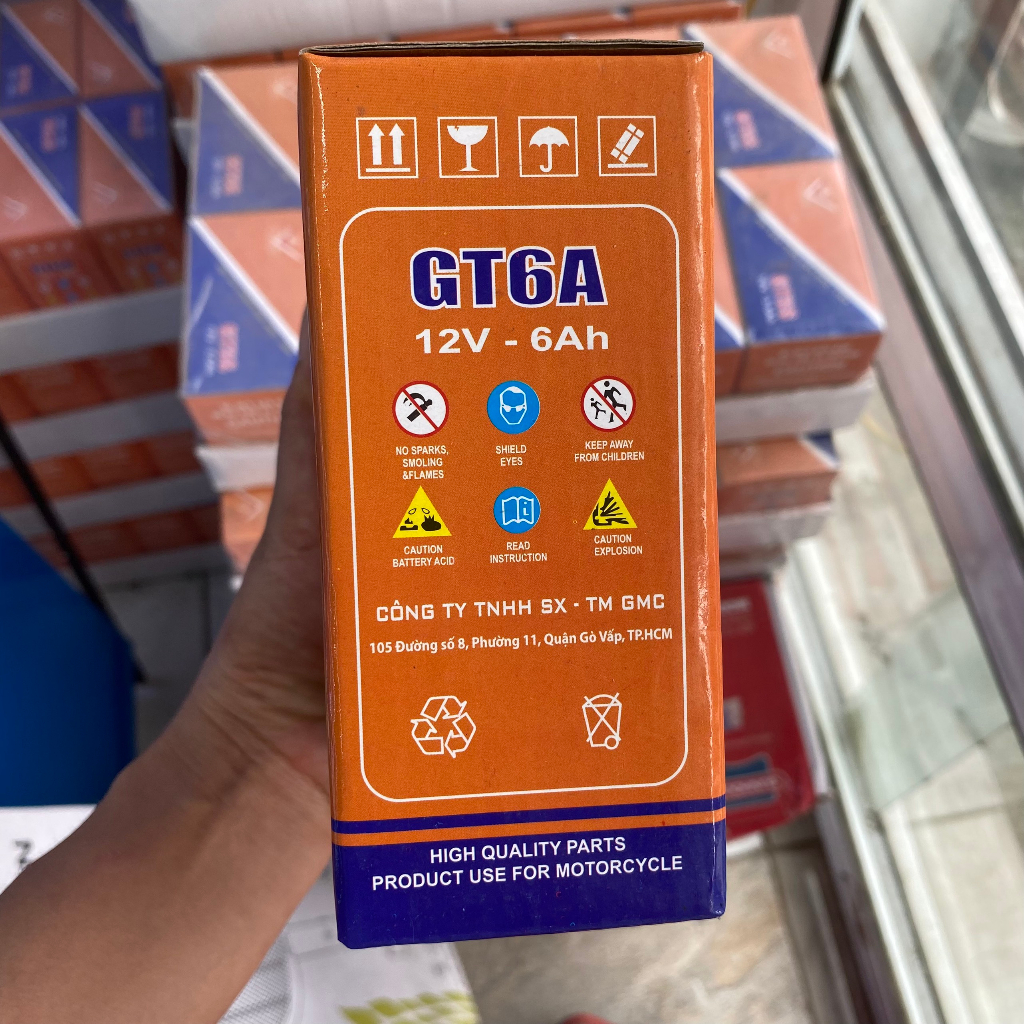 GT6A
12V - 6Ah
NO SPARKS,
SMOLING
&FLAMES
SHIELD
EYES
KEEP AWAY
FROM CHILDREN
CAUTION
BATTERY ACID
READ
INSTRUCTION
CAUTION
EXPLOSION
CÔNG TY TNHH SX - TM GMC
105 Đường số 8, Phường 11, Quận Gò Vấp, TP.HCM
HIGH QUALITY PARTS
PRODUCT USE FOR MOTORCYCLE